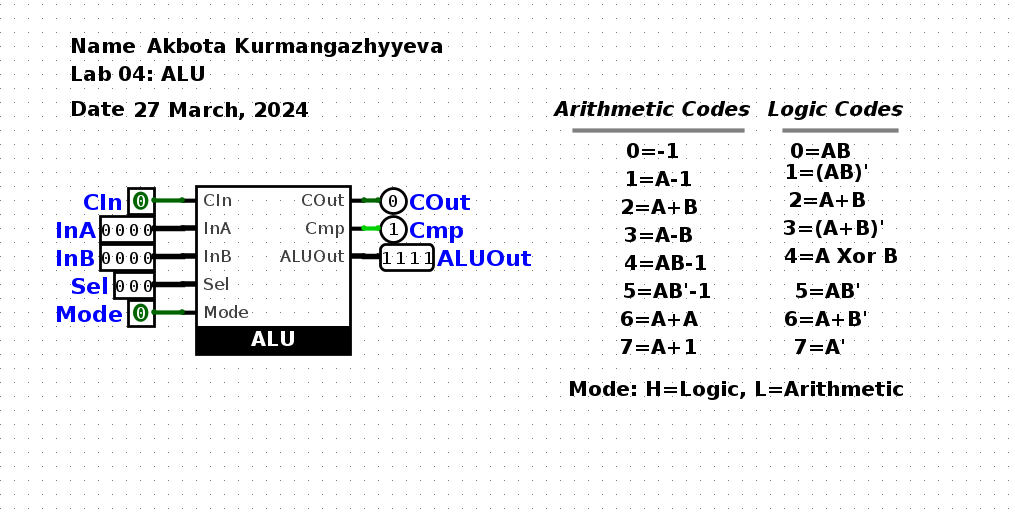 Name Akbota Kurmangazhyyeva
Lab 04: ALU
Date 27 March, 2024
Arithmetic Codes Logic Codes
0=-1 0=AB
1=A-1 1=(AB)'
2=A+B 2=A+B
3=A-B 3=(A+B)'
4=AB-1 4=A Xor B
5=AB'-1 5=AB'
6=A+A 6=A+B'
7=A+1 7=A'
Mode: H=Logic, L=Arithmetic
CIn 0 CIn COut 0 COut
InA 0000 InA Cmp 1 Cmp
InB 0000 InB ALUOut 1111 ALUOut
Sel 000 Sel
Mode 0 Mode
ALU